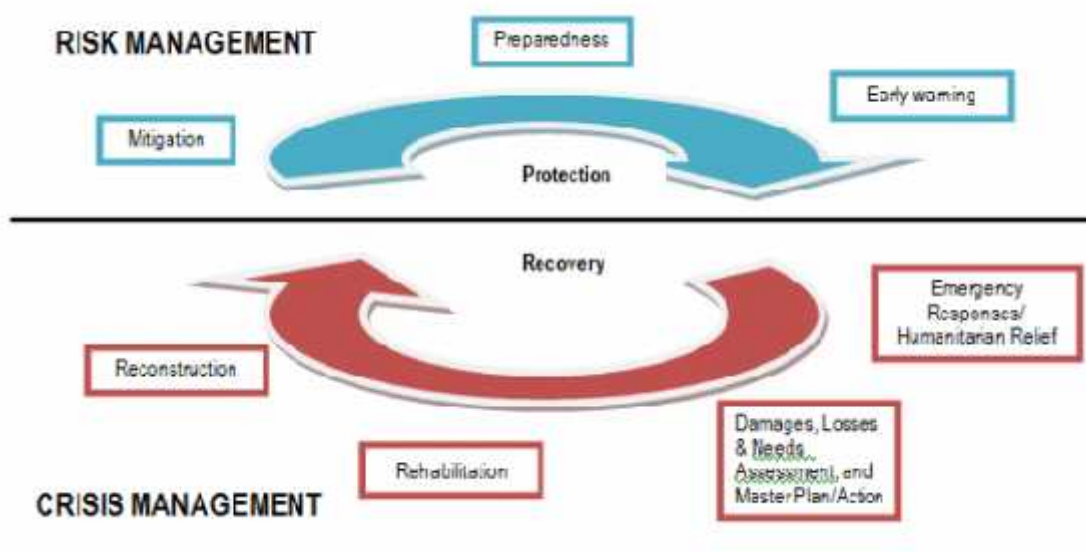 RISK MANAGEMENT
Preparedness
Early warning
Mitigation
Protection
Recovery
Emergency
Responses/
Humanitarian Relief
Reconstruction
Damages, Losses
& Needs
Assessment, and
Master Plan/Action
Rehabilitation
CRISIS MANAGEMENT